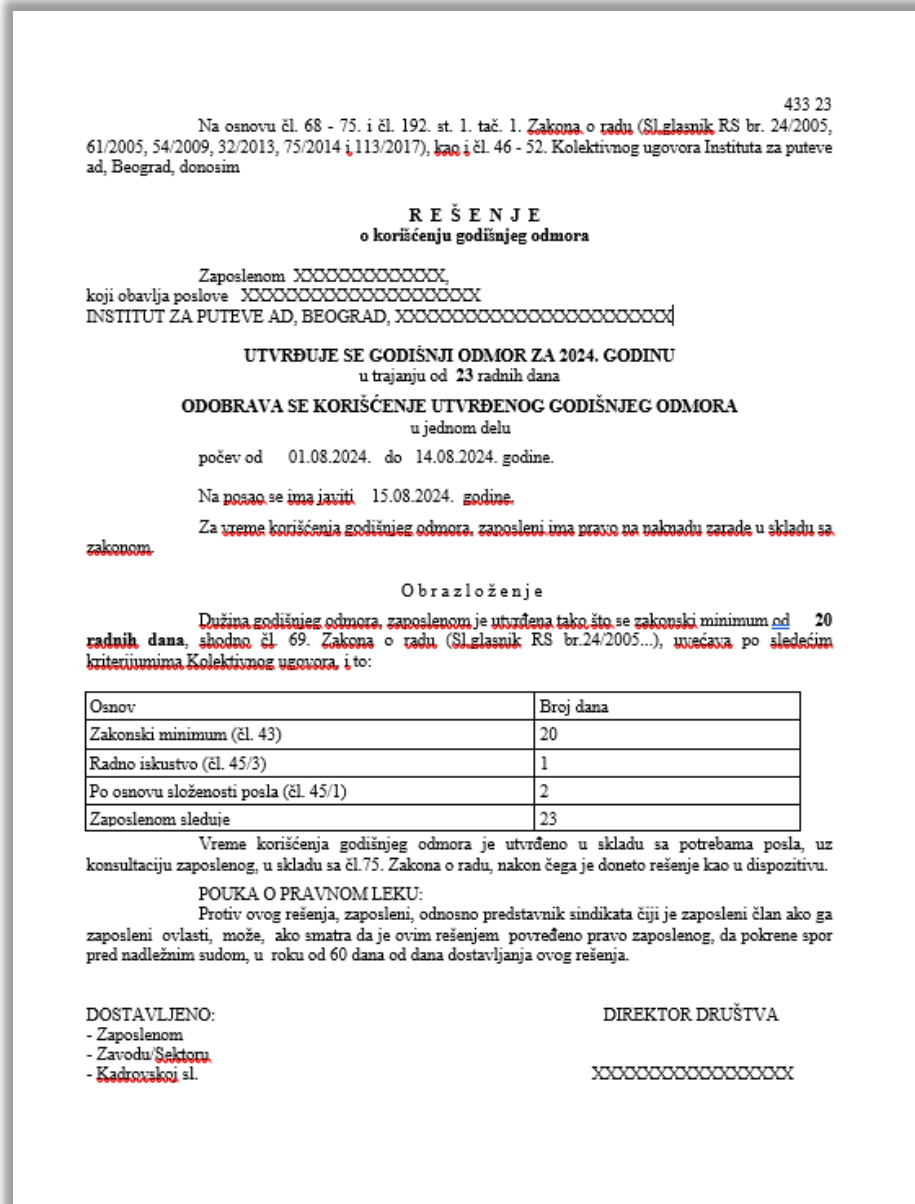 433 23
Na osnovu čl. 68 - 75. i čl. 192. st. 1. tač. 1. Zakona o radu (Sl.glasnik RS br. 24/2005,
61/2005, 54/2009, 32/2013, 75/2014 i 113/2017), kao i čl. 46 - 52. Kolektivnog ugovora Instituta za puteve
ad, Beograd, donosim
R E Š E N J E
o korišćenju godišnjeg odmora
Zaposlenom XXXXXXXXXXXXX,
koji obavlja poslove XXXXXXXXXXXXXXXXXXXXX
INSTITUT ZA PUTEVE AD, BEOGRAD, XXXXXXXXXXXXXXXXXXXXXXXX
UTVRĐUJE SE GODIŠNJI ODMOR ZA 2024. GODINU
u trajanju od 23 radnih dana
ODOBRAVA SE KORIŠĆENJE UTVRĐENOG GODIŠNJEG ODMORA
u jednom delu
počev od 01.08.2024. do 14.08.2024. godine.
Na posao se ima javiti 15.08.2024. godine.
Za vreme korišćenja godišnjeg odmora, zaposleni ima pravo na naknadu zarade u skladu sa
zakonom.
O b r a z l o ž e n j e
Dužina godišnjeg odmora, zaposlenom je utvrđena tako što se zakonski minimum od 20
radnih dana, shodno čl. 69. Zakona o radu (Sl.glasnik RS br.24/2005...), uvećava po sledećim
kriterijumima Kolektivnog ugovora, i to:
Osnov Broj dana
Zakonski minimum (čl. 43) 20
Radno iskustvo (čl. 45/3) 1
Po osnovu složenosti posla (čl. 45/1) 2
Zaposlenom sleduje 23
Vreme korišćenja godišnjeg odmora je utvrđeno u skladu sa potrebama posla, uz
konsultaciju zaposlenog, u skladu sa čl.75. Zakona o radu, nakon čega je doneto rešenje kao u dispozitivu.
POUKA O PRAVNOM LEKU:
Protiv ovog rešenja, zaposleni, odnosno predstavnik sindikata čiji je zaposleni član ako ga
zaposleni ovlasti, može, ako smatra da je ovim rešenjem povređeno pravo zaposlenog, da pokrene spor
pred nadležnim sudom, u roku od 60 dana od dana dostavljanja ovog rešenja.
DOSTAVLJENO: DIREKTOR DRUŠTVA
- Zaposlenom
- Zavodu/Sektoru
- Kadrovskoj sl. XXXXXXXXXXXXXXXXXX